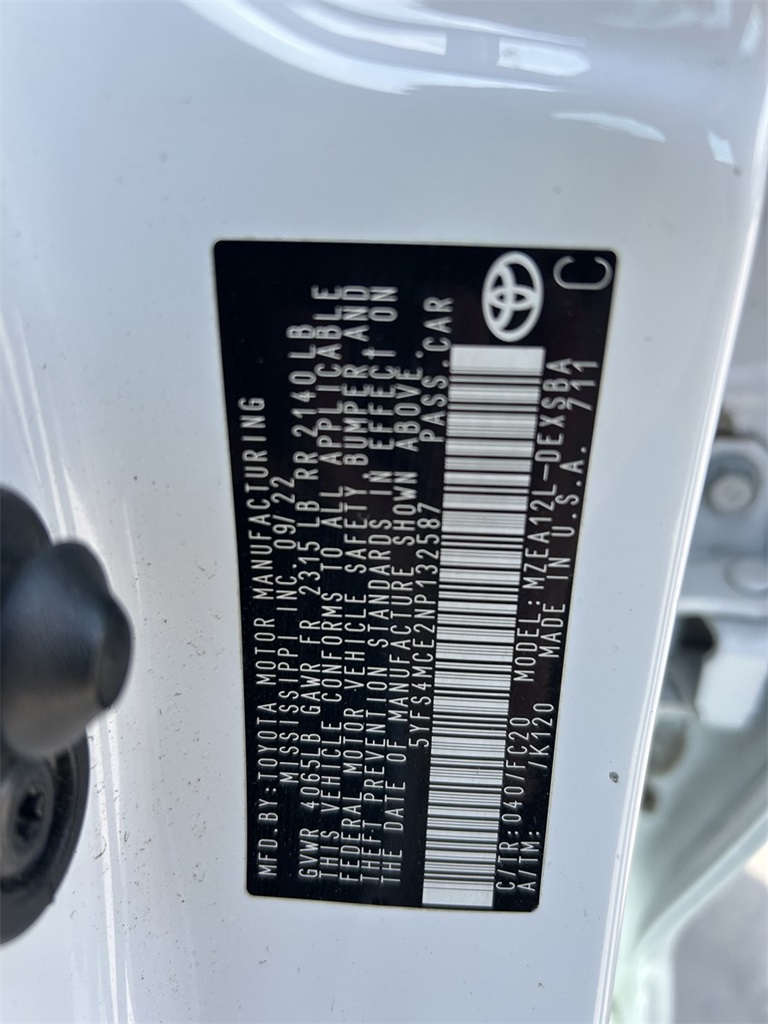 MFD.BY:TOYOTA MOTOR MANUFACTURING
MISSISSIPPI INC. 09/22
GVWR 4065LB GAWR FR 2315LB RR 2140LB
THIS VEHICLE CONFORMS TO ALL APPLICABLE
FEDERAL MOTOR VEHICLE SAFETY BUMPER AND
THEFT PREVENTION STANDARDS IN EFFECT ON
THE DATE OF MANUFACTURE SHOWN ABOVE.
5YFS4MCE2NP132587 PASS.CAR
C/TR:040/FC20 MODEL:MZEA12L-DEXSBA
A/TM:-/K120 MADE IN U.S.A. 711 C